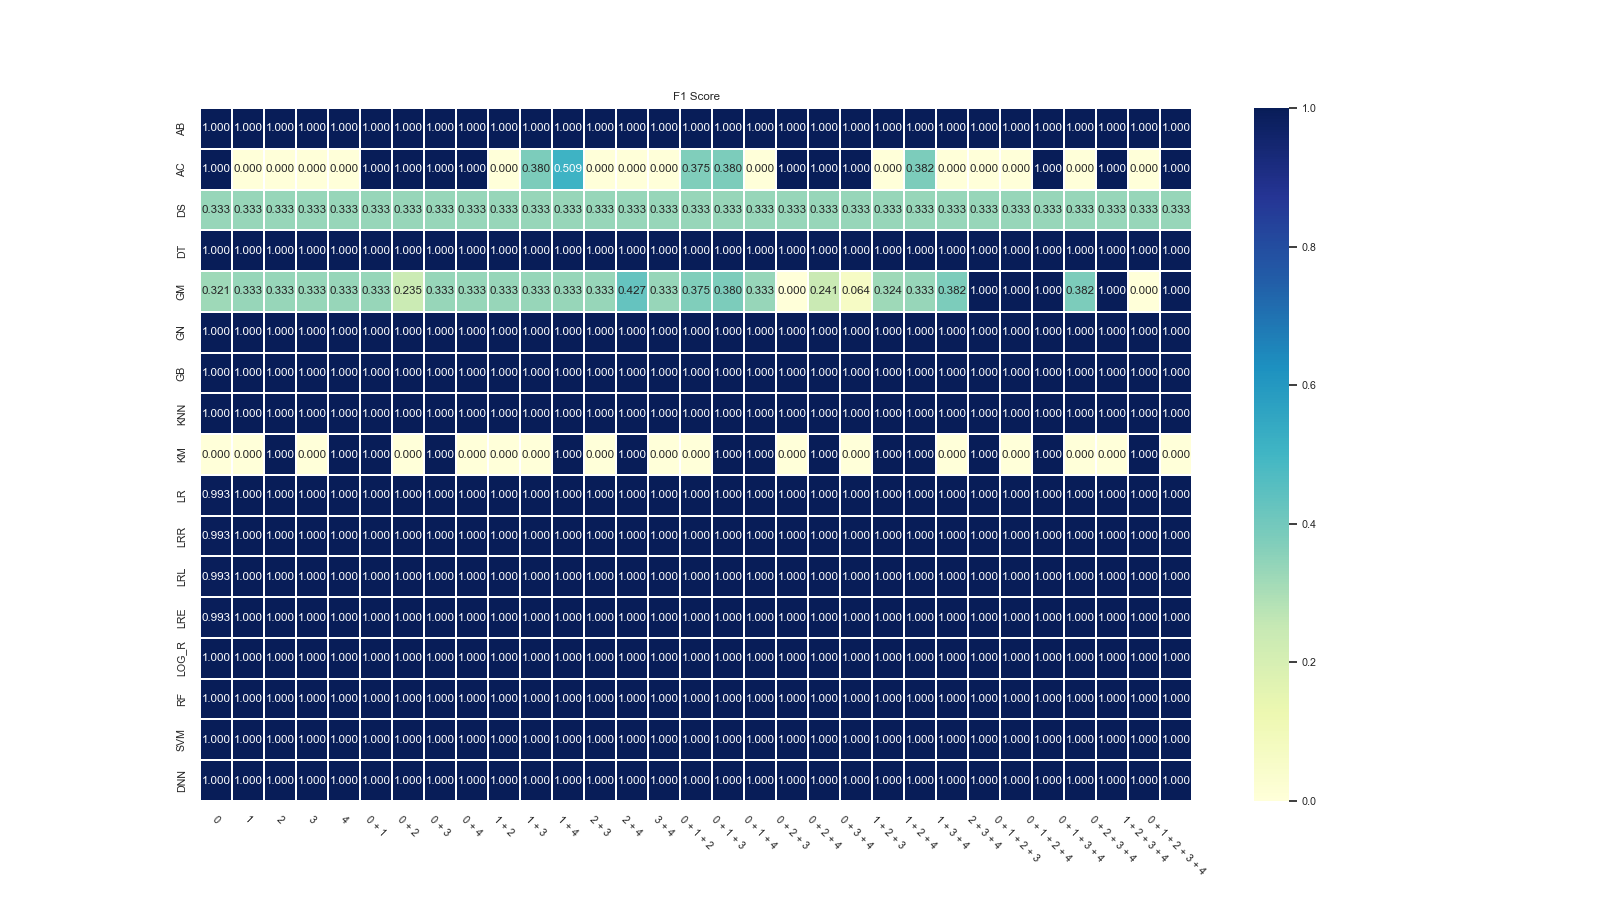 F1 Score
AB 1.000 1.000 1.000 1.000 1.000 1.000 1.000 1.000 1.000 1.000 1.000 1.000 1.000 1.000 1.000 1.000 1.000 1.000 1.000 1.000 1.000 1.000 1.000 1.000 1.000 1.000 1.000 1.000 1.000 1.000 1.000
AC 1.000 0.000 0.000 0.000 0.000 1.000 1.000 1.000 1.000 0.000 0.380 0.509 0.000 0.000 0.000 0.375 0.380 0.000 1.000 1.000 1.000 0.000 0.382 0.000 0.000 0.000 1.000 0.000 1.000 0.000 1.000
DS 0.333 0.333 0.333 0.333 0.333 0.333 0.333 0.333 0.333 0.333 0.333 0.333 0.333 0.333 0.333 0.333 0.333 0.333 0.333 0.333 0.333 0.333 0.333 0.333 0.333 0.333 0.333 0.333 0.333 0.333 0.333
DT 1.000 1.000 1.000 1.000 1.000 1.000 1.000 1.000 1.000 1.000 1.000 1.000 1.000 1.000 1.000 1.000 1.000 1.000 1.000 1.000 1.000 1.000 1.000 1.000 1.000 1.000 1.000 1.000 1.000 1.000 1.000
GM 0.321 0.333 0.333 0.333 0.333 0.333 0.235 0.333 0.333 0.333 0.333 0.333 0.333 0.427 0.333 0.375 0.380 0.333 0.000 0.241 0.064 0.324 0.333 0.382 1.000 1.000 1.000 0.382 1.000 0.000 1.000
GN 1.000 1.000 1.000 1.000 1.000 1.000 1.000 1.000 1.000 1.000 1.000 1.000 1.000 1.000 1.000 1.000 1.000 1.000 1.000 1.000 1.000 1.000 1.000 1.000 1.000 1.000 1.000 1.000 1.000 1.000 1.000
GB 1.000 1.000 1.000 1.000 1.000 1.000 1.000 1.000 1.000 1.000 1.000 1.000 1.000 1.000 1.000 1.000 1.000 1.000 1.000 1.000 1.000 1.000 1.000 1.000 1.000 1.000 1.000 1.000 1.000 1.000 1.000
KNN 1.000 1.000 1.000 1.000 1.000 1.000 1.000 1.000 1.000 1.000 1.000 1.000 1.000 1.000 1.000 1.000 1.000 1.000 1.000 1.000 1.000 1.000 1.000 1.000 1.000 1.000 1.000 1.000 1.000 1.000 1.000
KM 0.000 0.000 1.000 0.000 1.000 1.000 0.000 1.000 0.000 0.000 0.000 1.000 0.000 1.000 0.000 0.000 1.000 1.000 0.000 1.000 0.000 1.000 1.000 0.000 1.000 0.000 1.000 0.000 0.000 1.000 0.000
LR 0.993 1.000 1.000 1.000 1.000 1.000 1.000 1.000 1.000 1.000 1.000 1.000 1.000 1.000 1.000 1.000 1.000 1.000 1.000 1.000 1.000 1.000 1.000 1.000 1.000 1.000 1.000 1.000 1.000 1.000 1.000
LRR 0.993 1.000 1.000 1.000 1.000 1.000 1.000 1.000 1.000 1.000 1.000 1.000 1.000 1.000 1.000 1.000 1.000 1.000 1.000 1.000 1.000 1.000 1.000 1.000 1.000 1.000 1.000 1.000 1.000 1.000 1.000
LRL 0.993 1.000 1.000 1.000 1.000 1.000 1.000 1.000 1.000 1.000 1.000 1.000 1.000 1.000 1.000 1.000 1.000 1.000 1.000 1.000 1.000 1.000 1.000 1.000 1.000 1.000 1.000 1.000 1.000 1.000 1.000
LRE 0.993 1.000 1.000 1.000 1.000 1.000 1.000 1.000 1.000 1.000 1.000 1.000 1.000 1.000 1.000 1.000 1.000 1.000 1.000 1.000 1.000 1.000 1.000 1.000 1.000 1.000 1.000 1.000 1.000 1.000 1.000
LOG_R 1.000 1.000 1.000 1.000 1.000 1.000 1.000 1.000 1.000 1.000 1.000 1.000 1.000 1.000 1.000 1.000 1.000 1.000 1.000 1.000 1.000 1.000 1.000 1.000 1.000 1.000 1.000 1.000 1.000 1.000 1.000
RF 1.000 1.000 1.000 1.000 1.000 1.000 1.000 1.000 1.000 1.000 1.000 1.000 1.000 1.000 1.000 1.000 1.000 1.000 1.000 1.000 1.000 1.000 1.000 1.000 1.000 1.000 1.000 1.000 1.000 1.000 1.000
SVM 1.000 1.000 1.000 1.000 1.000 1.000 1.000 1.000 1.000 1.000 1.000 1.000 1.000 1.000 1.000 1.000 1.000 1.000 1.000 1.000 1.000 1.000 1.000 1.000 1.000 1.000 1.000 1.000 1.000 1.000 1.000
DNN 1.000 1.000 1.000 1.000 1.000 1.000 1.000 1.000 1.000 1.000 1.000 1.000 1.000 1.000 1.000 1.000 1.000 1.000 1.000 1.000 1.000 1.000 1.000 1.000 1.000 1.000 1.000 1.000 1.000 1.000 1.000
0
1
2
3
4
0 + 1
0 + 2
0 + 3
0 + 4
1 + 2
1 + 3
1 + 4
2 + 3
2 + 4
3 + 4
0 + 1 + 2
0 + 1 + 3
0 + 1 + 4
0 + 2 + 3
0 + 2 + 4
0 + 3 + 4
1 + 2 + 3
1 + 2 + 4
1 + 3 + 4
2 + 3 + 4
0 + 1 + 2 + 3
0 + 1 + 2 + 4
0 + 1 + 3 + 4
0 + 2 + 3 + 4
1 + 2 + 3 + 4
0 + 1 + 2 + 3 + 4
1.0
0.8
0.6
0.4
0.2
0.0